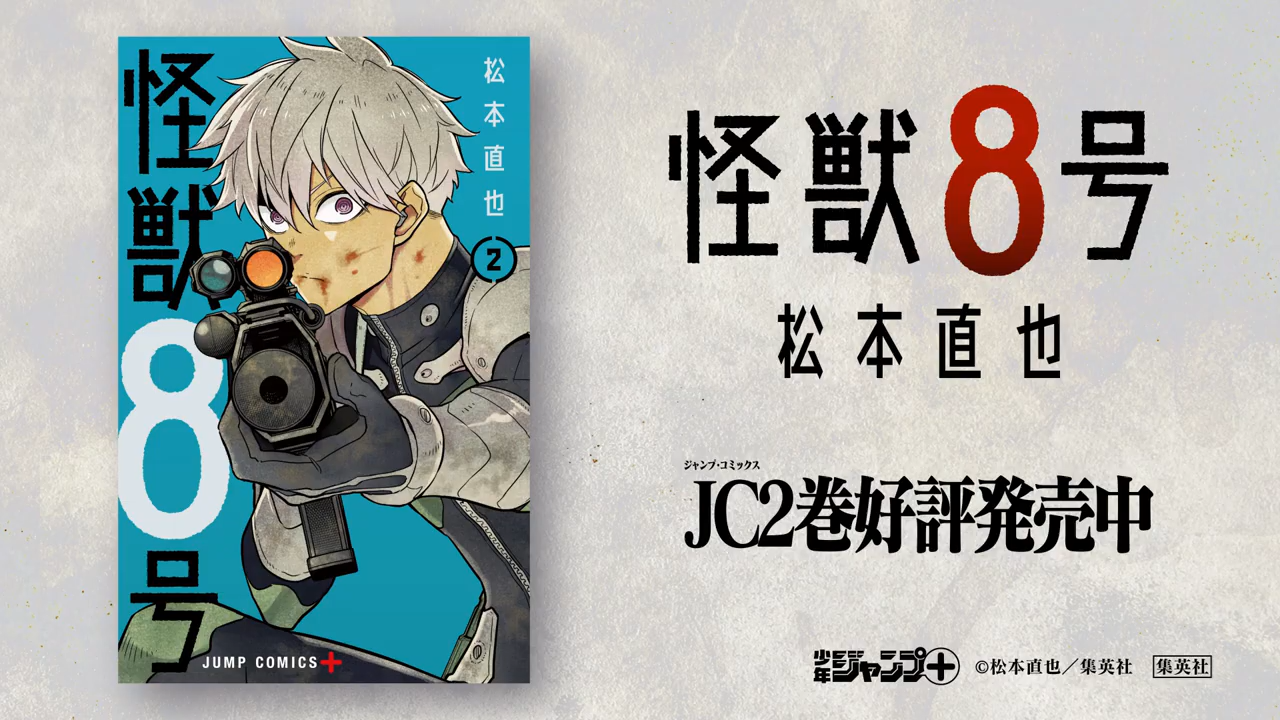 怪獣8号
松本直也
2
JUMP COMICS+
怪獣8号
松本直也
ジャンプ・コミックス
JC2巻好評発売中
少年ジャンプ+
©松本直也/集英社
集英社